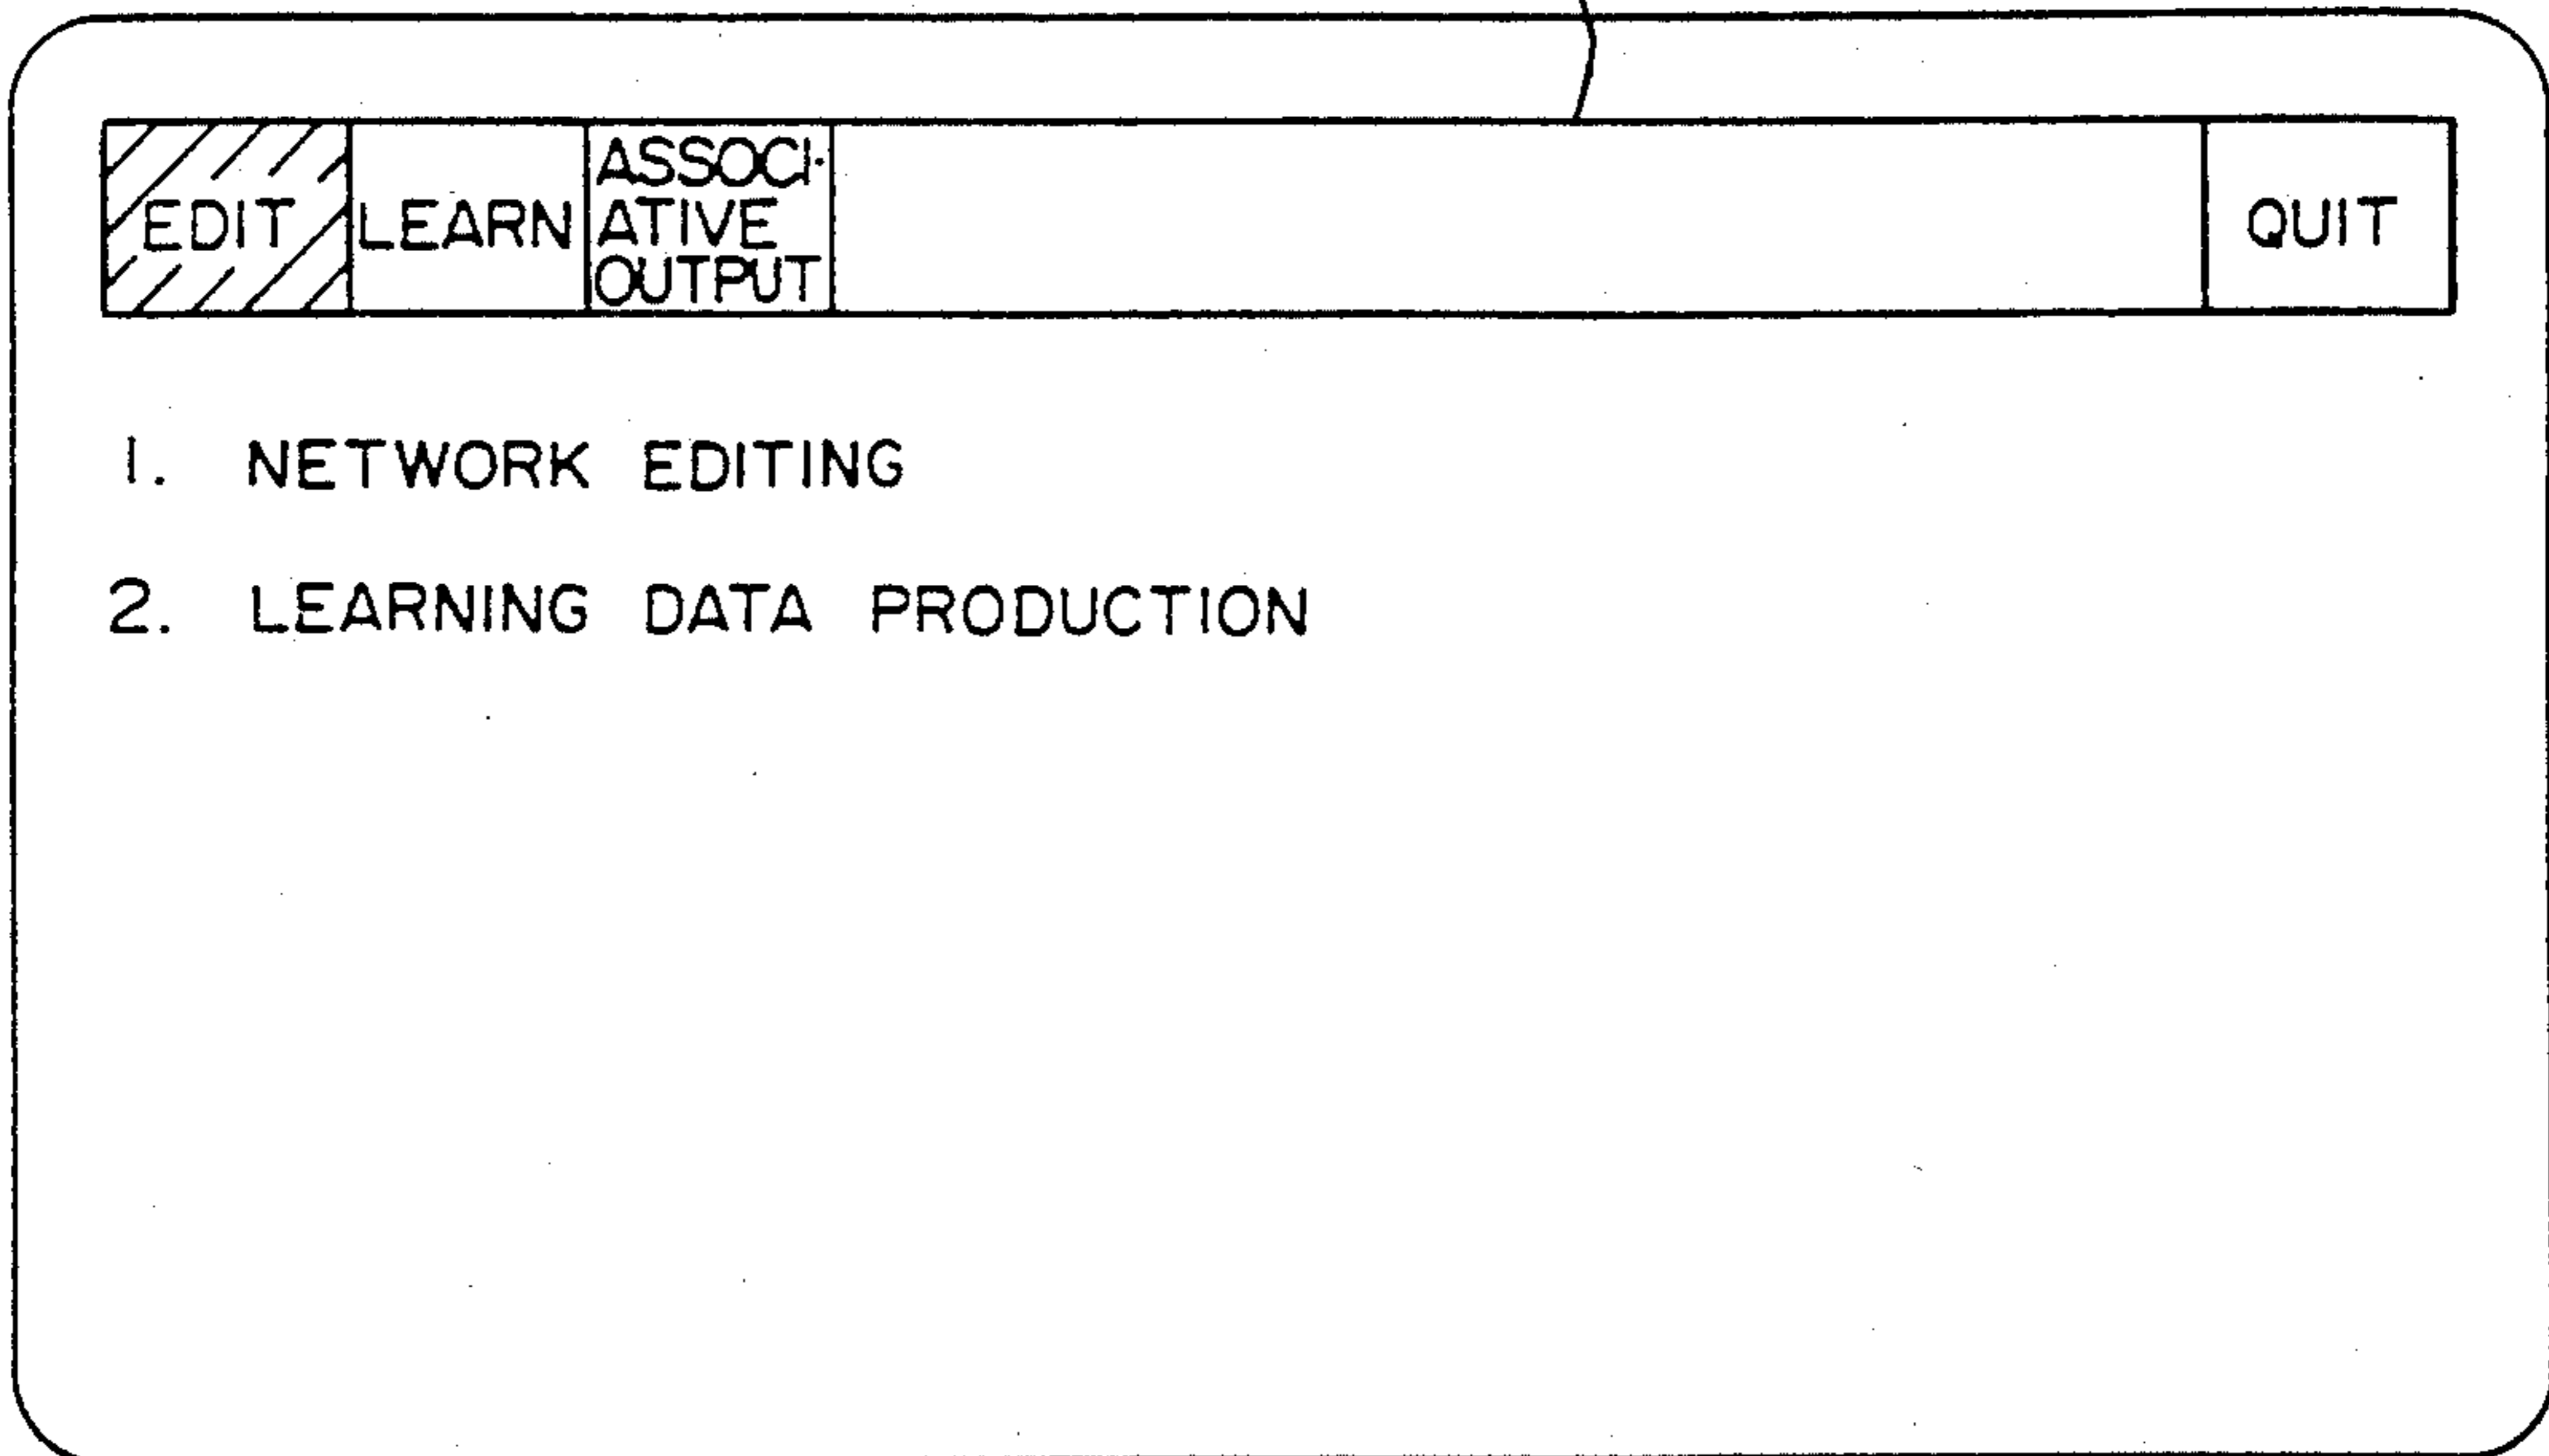 EDIT
LEARN
ASSOCI-
ATIVE
OUTPUT
QUIT
1. NETWORK EDITING
2. LEARNING DATA PRODUCTION